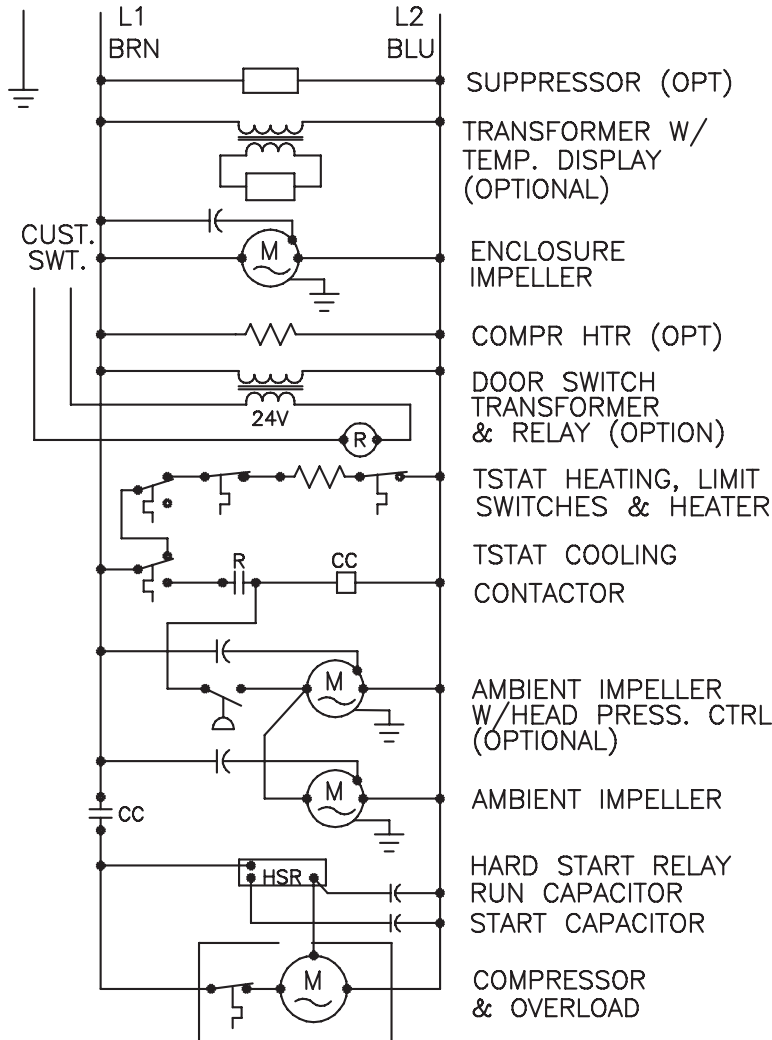 L1
BRN
L2
BLU
SUPPRESSOR (OPT)
TRANSFORMER W/
TEMP. DISPLAY
(OPTIONAL)
CUST.
SWT.
M
ENCLOSURE
IMPELLER
COMPR HTR (OPT)
24V
R
DOOR SWITCH
TRANSFORMER
& RELAY (OPTION)
TSTAT HEATING, LIMIT
SWITCHES & HEATER
R
CC
TSTAT COOLING
CONTACTOR
M
AMBIENT IMPELLER
W/HEAD PRESS. CTRL
(OPTIONAL)
M
AMBIENT IMPELLER
CC
HSR
HARD START RELAY
RUN CAPACITOR
START CAPACITOR
M
COMPRESSOR
& OVERLOAD